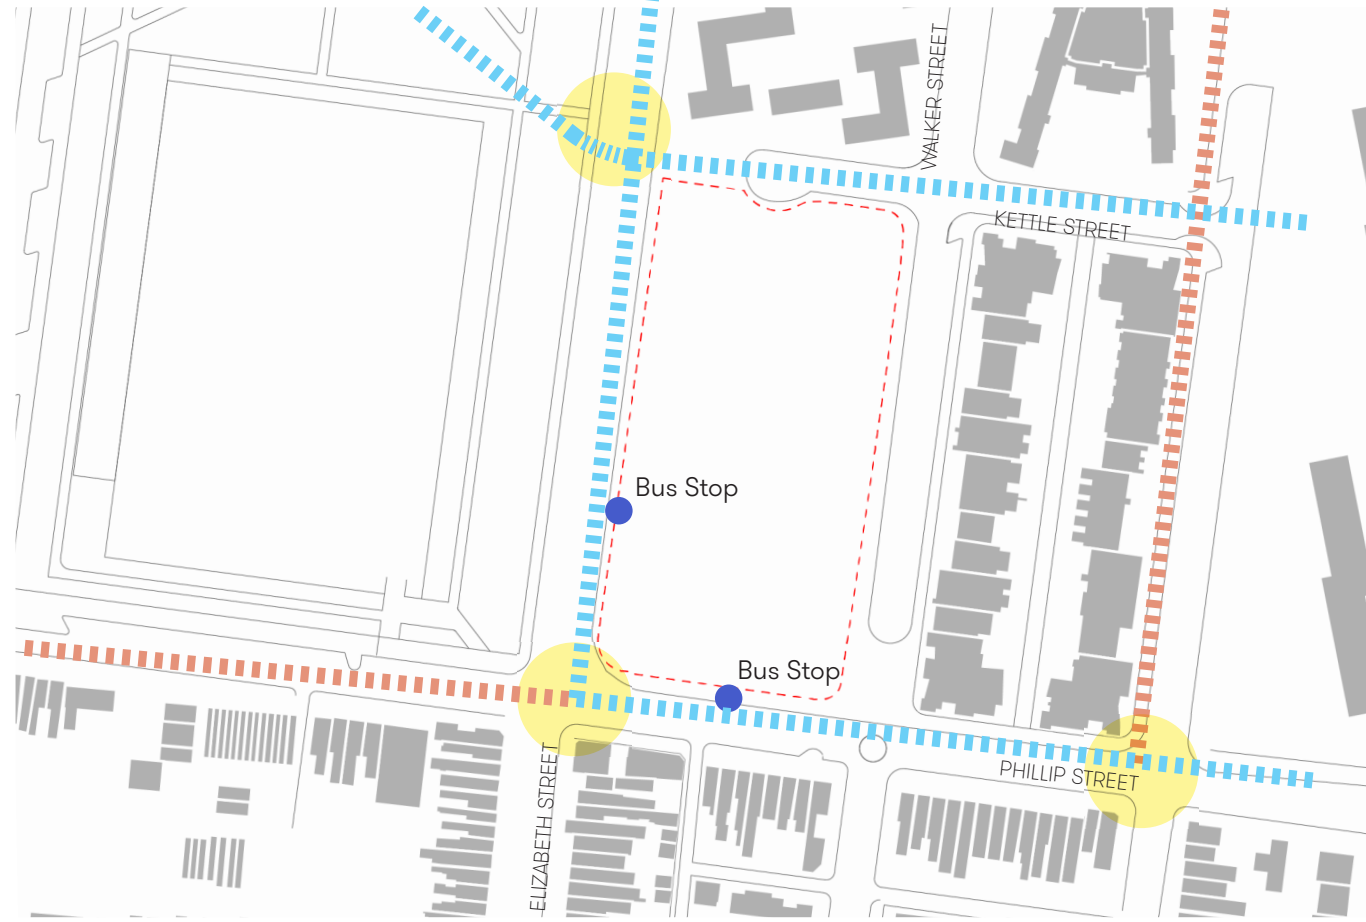 WALKER STREET
KETTLE STREET
Bus Stop
Bus Stop
PHILLIP STREET
ELIZABETH STREET